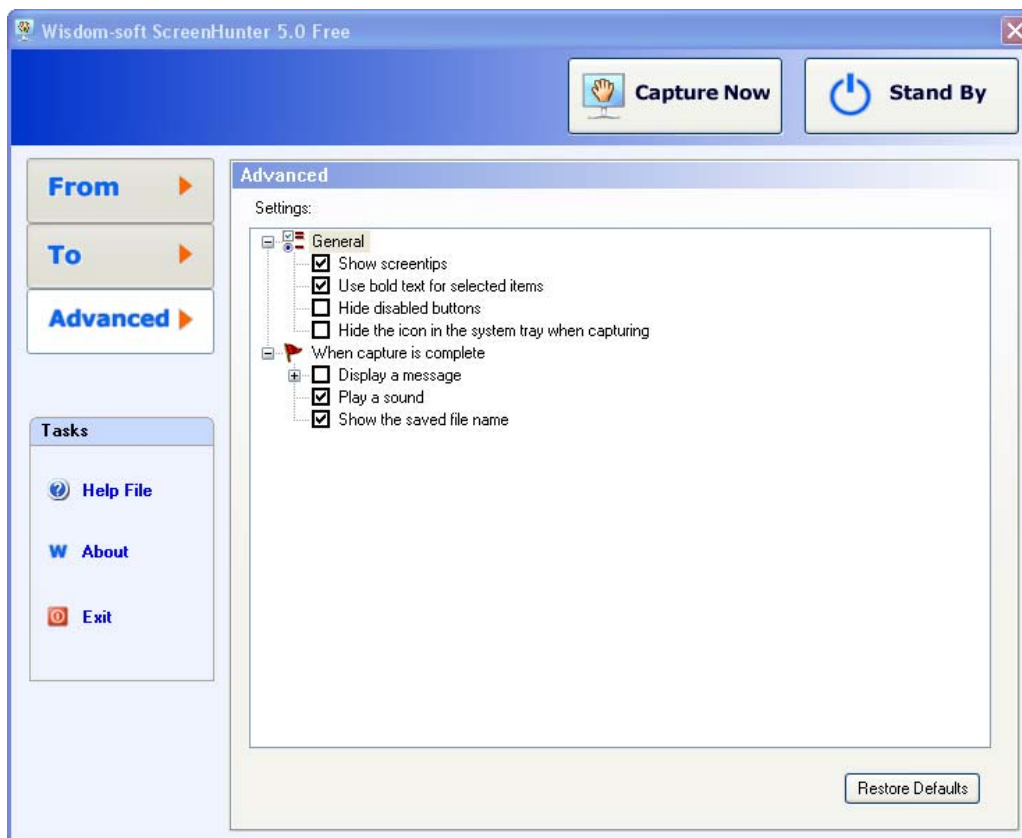 Wisdom-soft ScreenHunter 5.0 Free
Capture Now
Stand By
From
To
Advanced
Tasks
Help File
W About
Exit
Advanced
Settings:
General
Show screentips
Use bold text for selected items
Hide disabled buttons
Hide the icon in the system tray when capturing
When capture is complete
Display a message
Play a sound
Show the saved file name
Restore Defaults